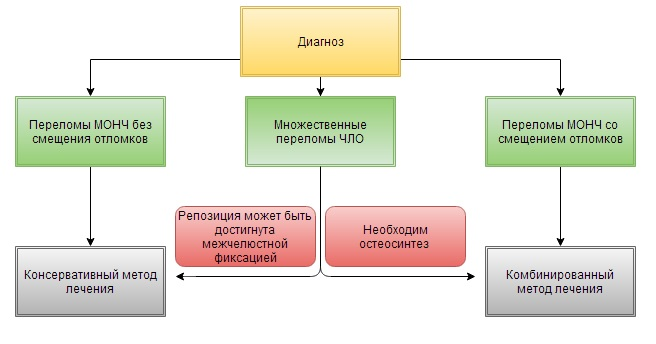 Диагноз
Переломы МОНЧ без
смещения отломков
Множественные
переломы ЧЛО
Переломы МОНЧ со
смещением отломков
Репозиция может быть
достигнута
межчелюстной
фиксацией
Необходим
остеосинтез
Консервативный метод
лечения
Комбинированный
метод лечения